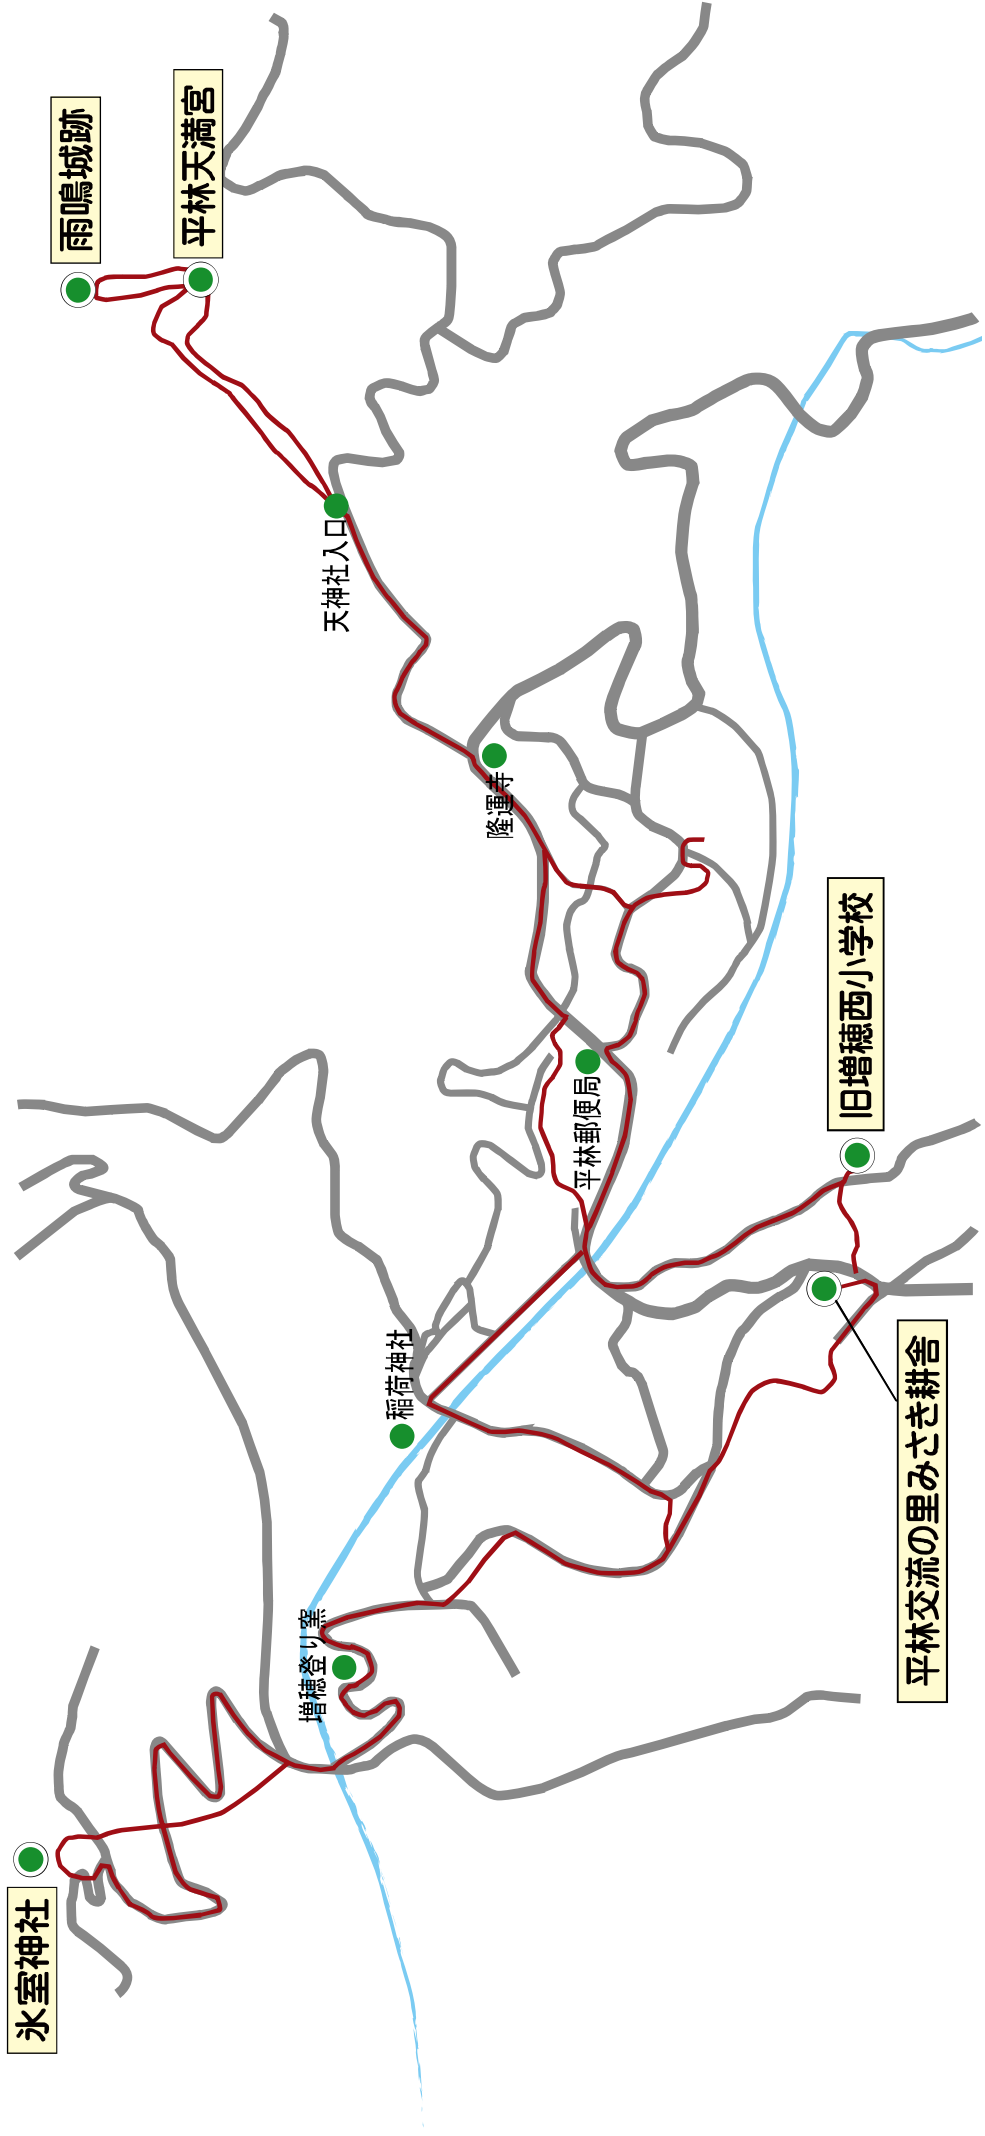 氷室神社
増穂登り窯
稲荷神社
平林交流の里みさき耕舎
旧増穂西小学校
平林郵便局
隆運寺
天神社入口
雨鳴城跡
平林天満宮